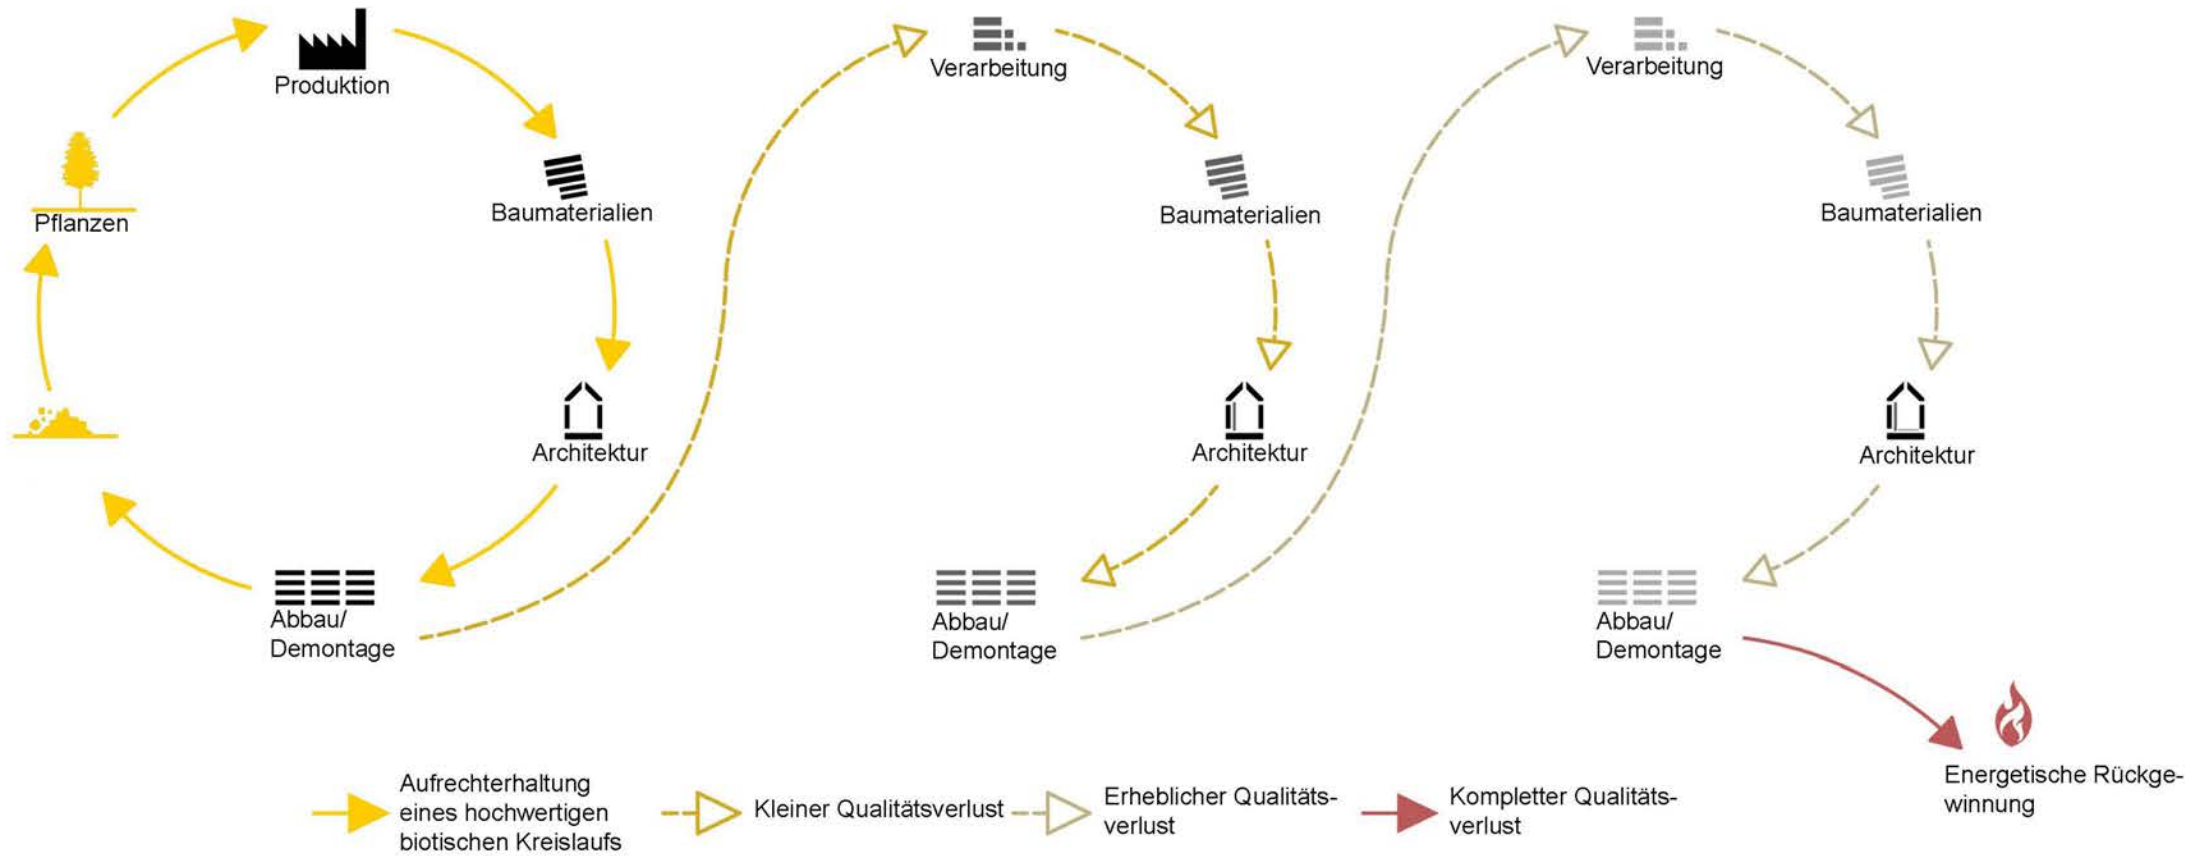 Produktion
Baumaterialien
Pflanzen
Architektur
Abbau/
Demontage
Verarbeitung
Baumaterialien
Architektur
Abbau/
Demontage
Verarbeitung
Baumaterialien
Architektur
Abbau/
Demontage
Energetische Rückge-
winnung
Aufrechterhaltung
eines hochwertigen
biotischen Kreislaufs
Kleiner Qualitätsverlust
Erheblicher Qualitäts-
verlust
Kompletter Qualitäts-
verlust